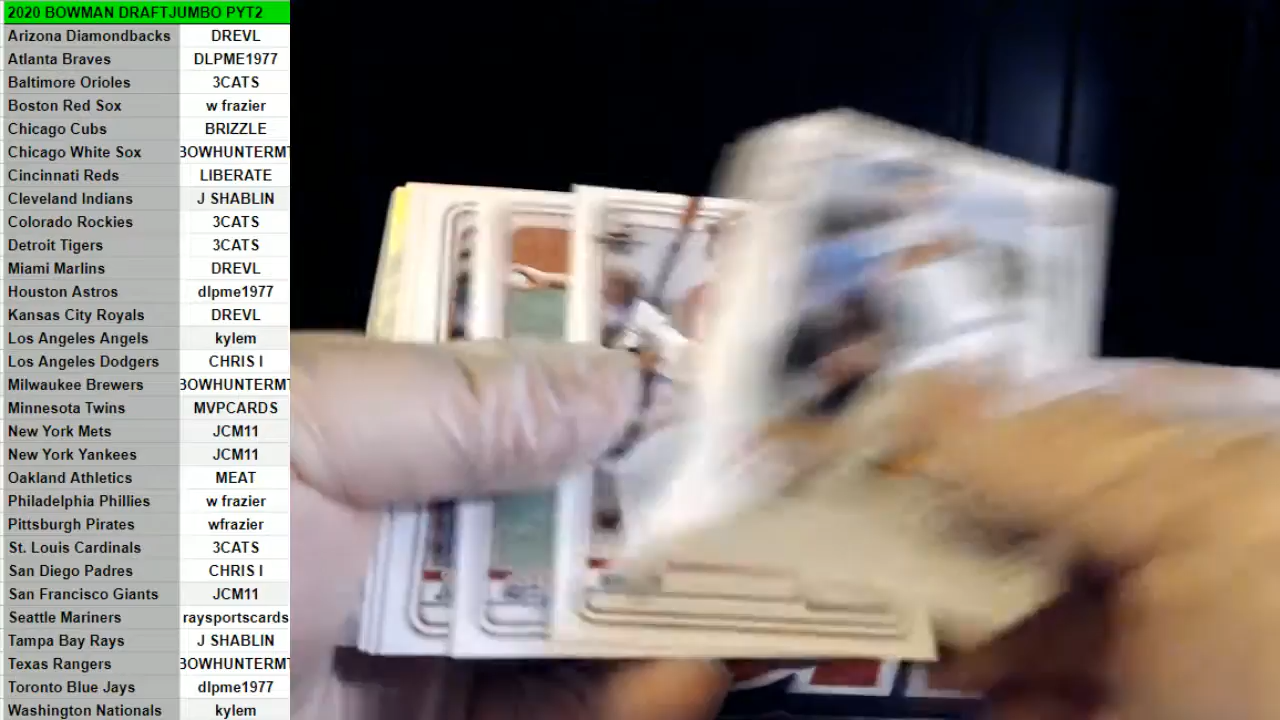 2020 BOWMAN DRAFTJUMBO PYT2
Arizona Diamondbacks DREVL
Atlanta Braves DLPME1977
Baltimore Orioles 3CATS
Boston Red Sox w frazier
Chicago Cubs BRIZZLE
Chicago White Sox BOWHUNTERMT
Cincinnati Reds LIBERATE
Cleveland Indians J SHABLIN
Colorado Rockies 3CATS
Detroit Tigers 3CATS
Miami Marlins DREVL
Houston Astros dlpme1977
Kansas City Royals DREVL
Los Angeles Angels kylem
Los Angeles Dodgers CHRIS I
Milwaukee Brewers BOWHUNTERMT
Minnesota Twins MVPCARDS
New York Mets JCM11
New York Yankees JCM11
Oakland Athletics MEAT
Philadelphia Phillies w frazier
Pittsburgh Pirates wfrazier
St. Louis Cardinals 3CATS
San Diego Padres CHRIS I
San Francisco Giants JCM11
Seattle Mariners raysportscards
Tampa Bay Rays J SHABLIN
Texas Rangers BOWHUNTERMT
Toronto Blue Jays dlpme1977
Washington Nationals kylem